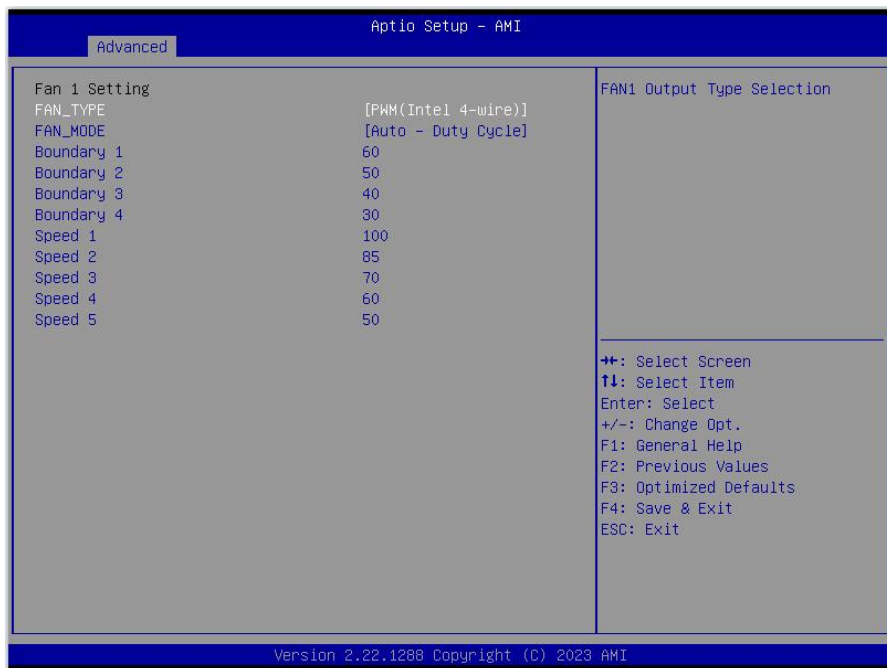 Aptio Setup - AMI
Advanced
Fan 1 Setting
FAN_TYPE [PWM(Intel 4-wire)]
FAN_MODE [Auto - Duty Cycle]
Boundary 1 60
Boundary 2 50
Boundary 3 40
Boundary 4 30
Speed 1 100
Speed 2 85
Speed 3 70
Speed 4 60
Speed 5 50
FAN1 Output Type Selection
→←: Select Screen
↑↓: Select Item
Enter: Select
+/-: Change Opt.
F1: General Help
F2: Previous Values
F3: Optimized Defaults
F4: Save & Exit
ESC: Exit
Version 2.22.1288 Copyright (C) 2023 AMI